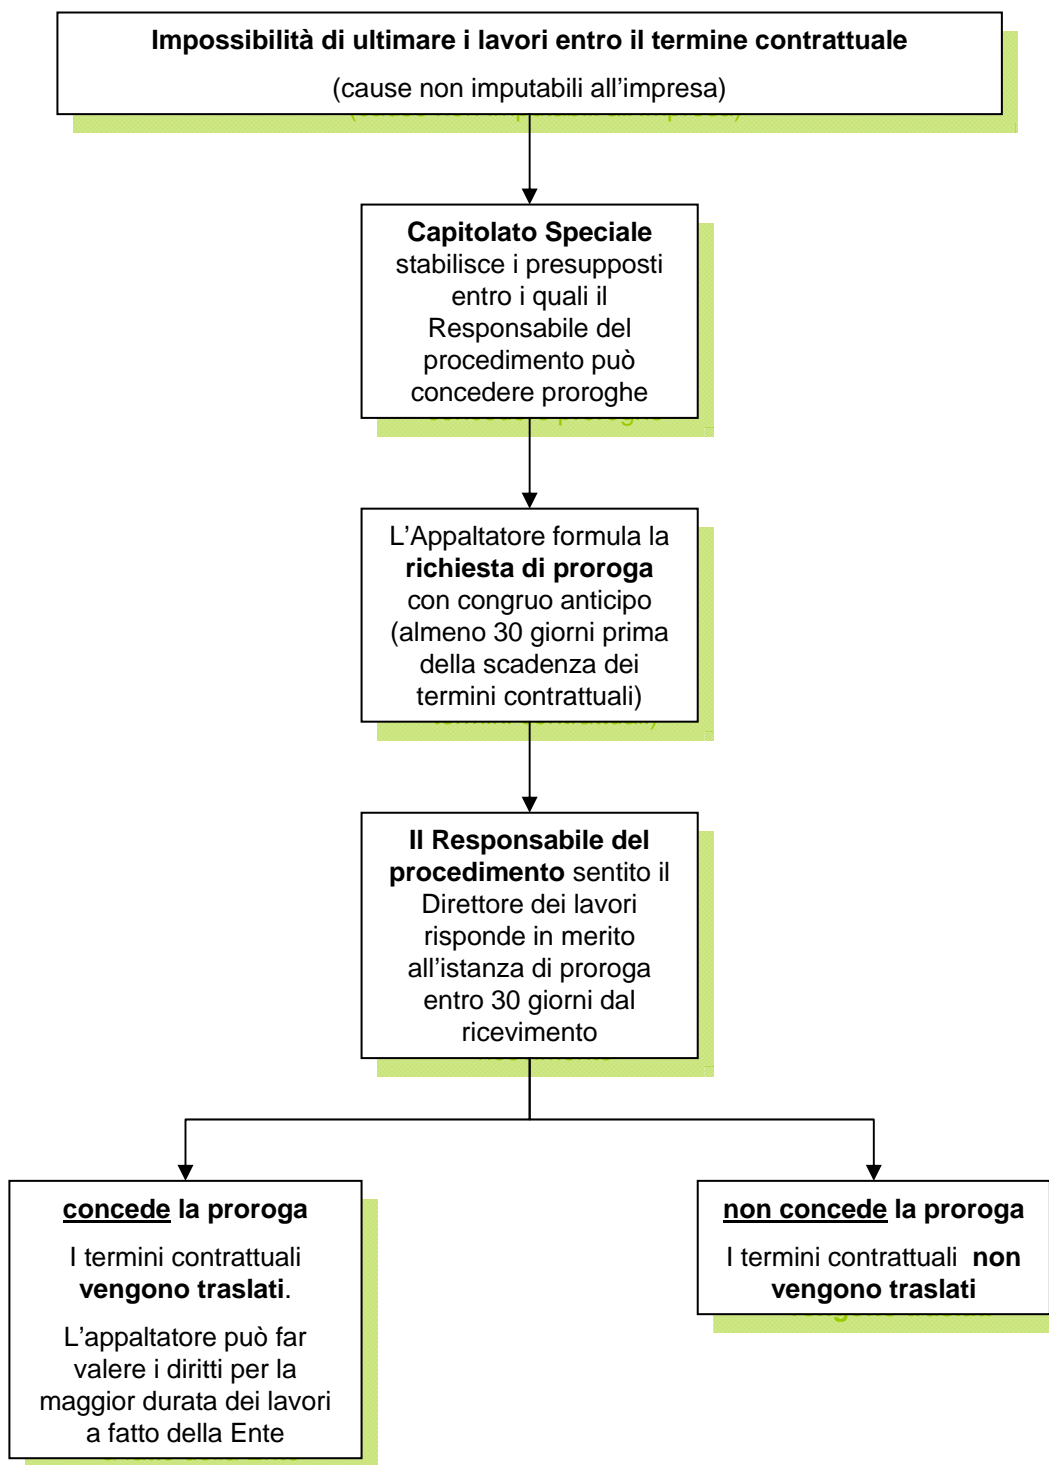 Impossibilità di ultimare i lavori entro il termine contrattuale
(cause non imputabili all’impresa)
Capitolato Speciale
stabilisce i presupposti
entro i quali il
Responsabile del
procedimento può
concedere proroghe
L’Appaltatore formula la
richiesta di proroga
con congruo anticipo
(almeno 30 giorni prima
della scadenza dei
termini contrattuali)
Il Responsabile del
procedimento sentito il
Direttore dei lavori
risponde in merito
all’istanza di proroga
entro 30 giorni dal
ricevimento
concede la proroga
I termini contrattuali
vengono traslati.
L’appaltatore può far
valere i diritti per la
maggior durata dei lavori
a fatto della Ente
non concede la proroga
I termini contrattuali non
vengono traslati